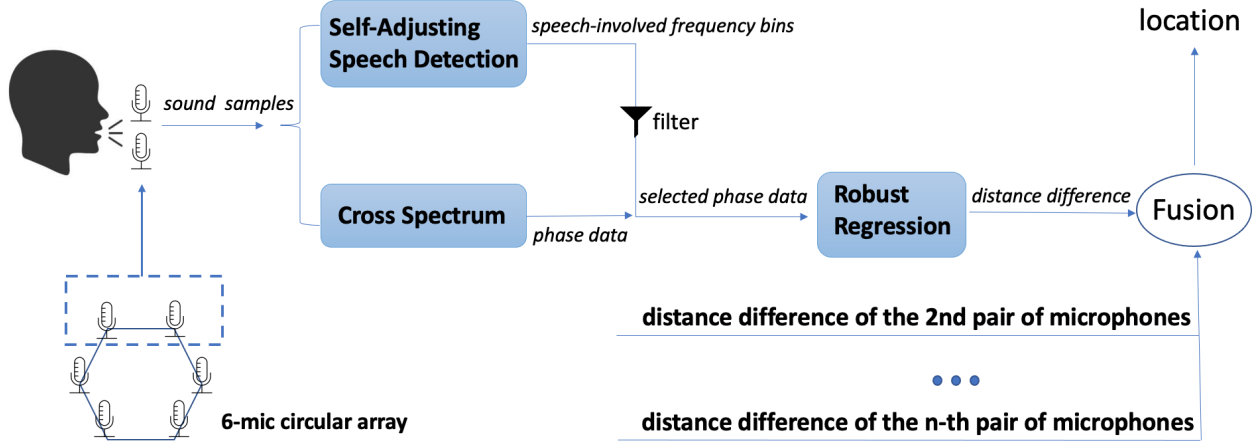 location
Self-Adjusting
Speech Detection
speech-involved frequency bins
sound samples
filter
Cross Spectrum
phase data
selected phase data
Robust
Regression
distance difference
Fusion
distance difference of the 2nd pair of microphones
6-mic circular array
distance difference of the n-th pair of microphones